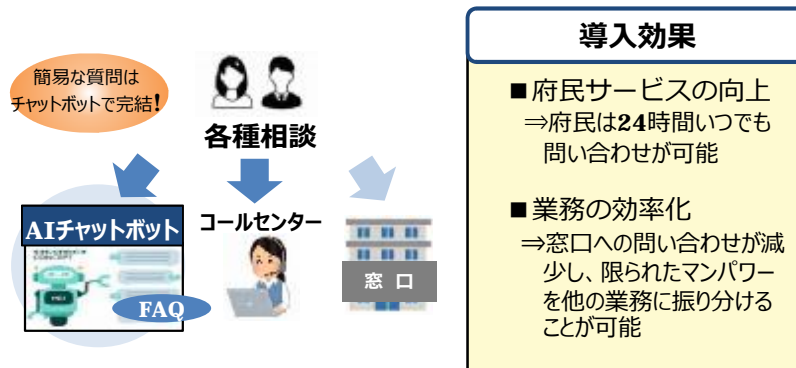 簡易な質問は
チャットボットで完結!
各種相談
AIチャットボット
FAQ
コールセンター
窓 口
導入効果
■府民サービスの向上
⇒府民は24時間いつでも
問い合わせが可能
■業務の効率化
⇒窓口への問い合わせが減
少し、限られたマンパワー
を他の業務に振り分ける
ことが可能